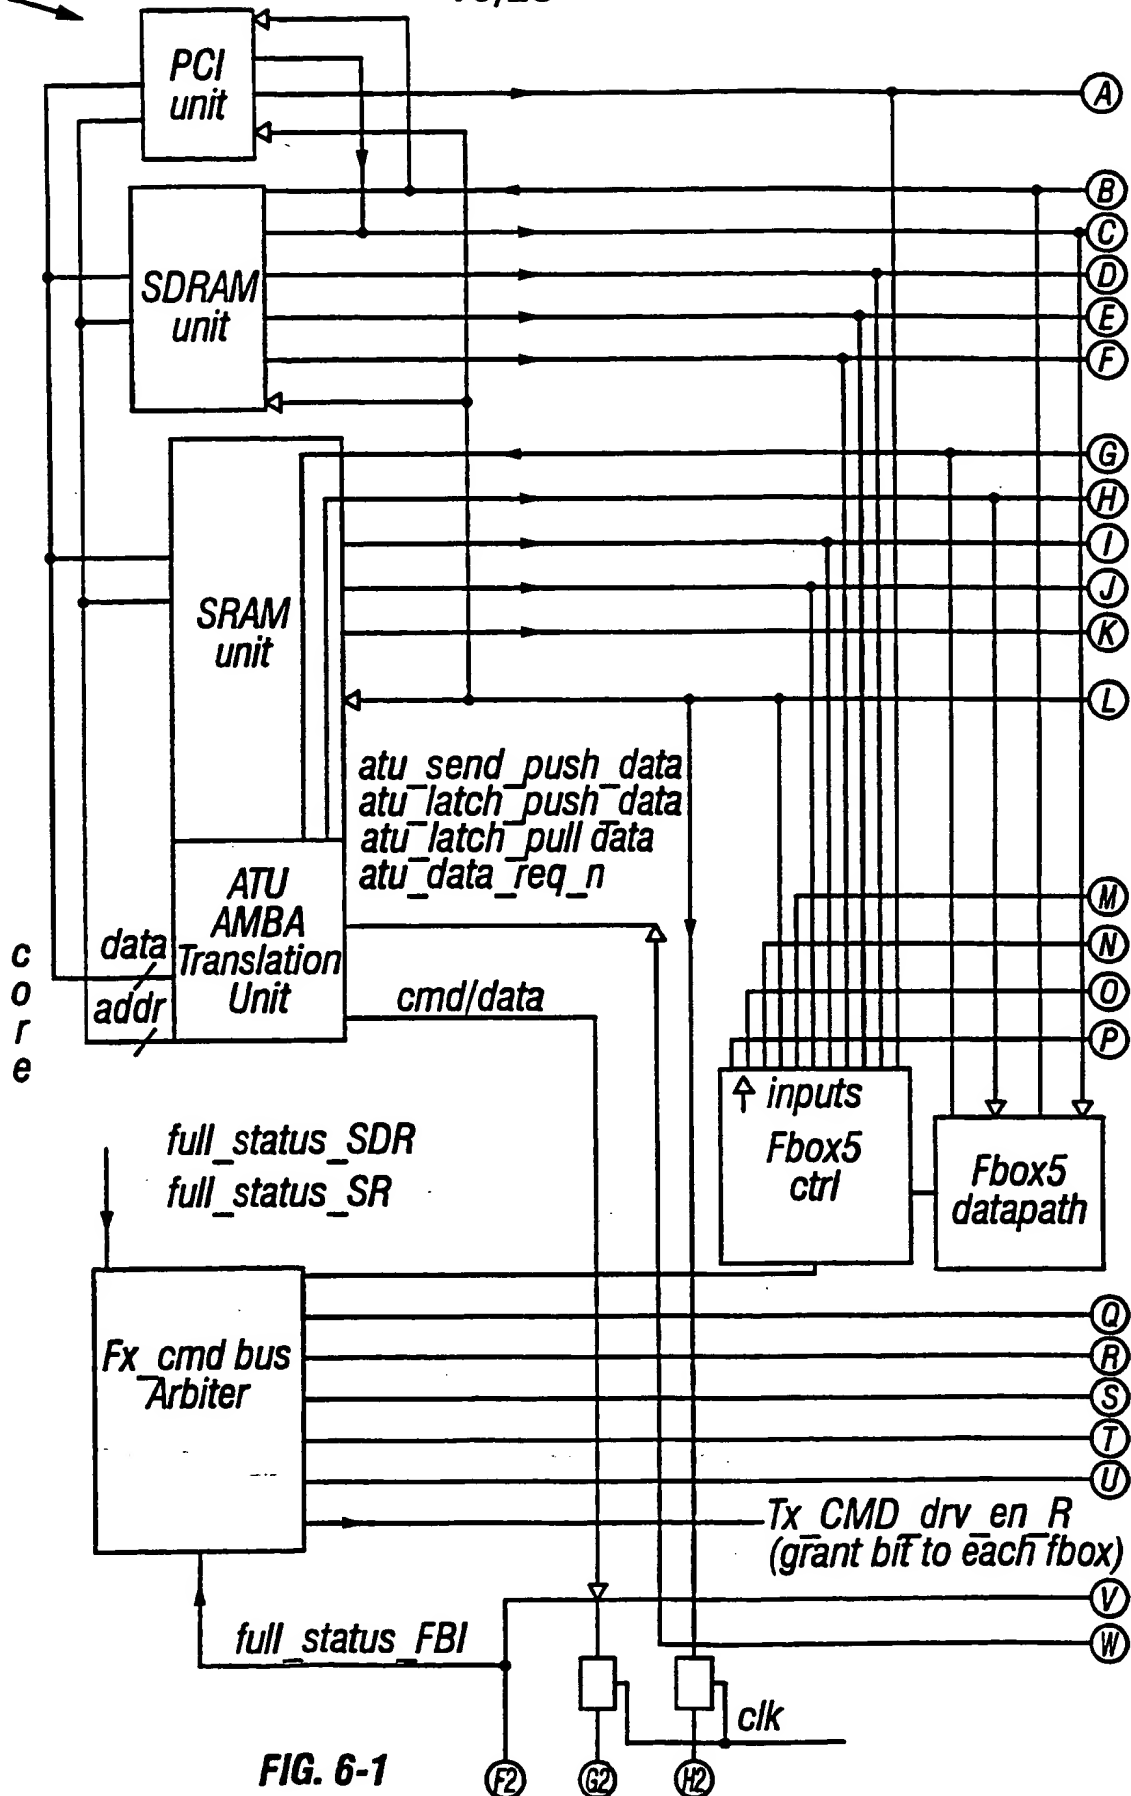 PCI
unit
A
B
C
SDRAM
unit
D
E
F
G
H
I
J
SRAM
unit
K
L
atu_send_push_data
atu_latch_push_data
atu_latch_pull data
atu_data_req_n
ATU
AMBA
Translation
Unit
data
addr
core
cmd/data
M
N
O
P
inputs
Fbox5
ctrl
Fbox5
datapath
full_status_SDR
full_status_SR
Fx_cmd bus
Arbiter
Q
R
S
T
U
Tx_CMD_drv_en_R
(grant bit to each fbox)
V
W
full_status_FBI
clk
FIG. 6-1
F2
G2
H2